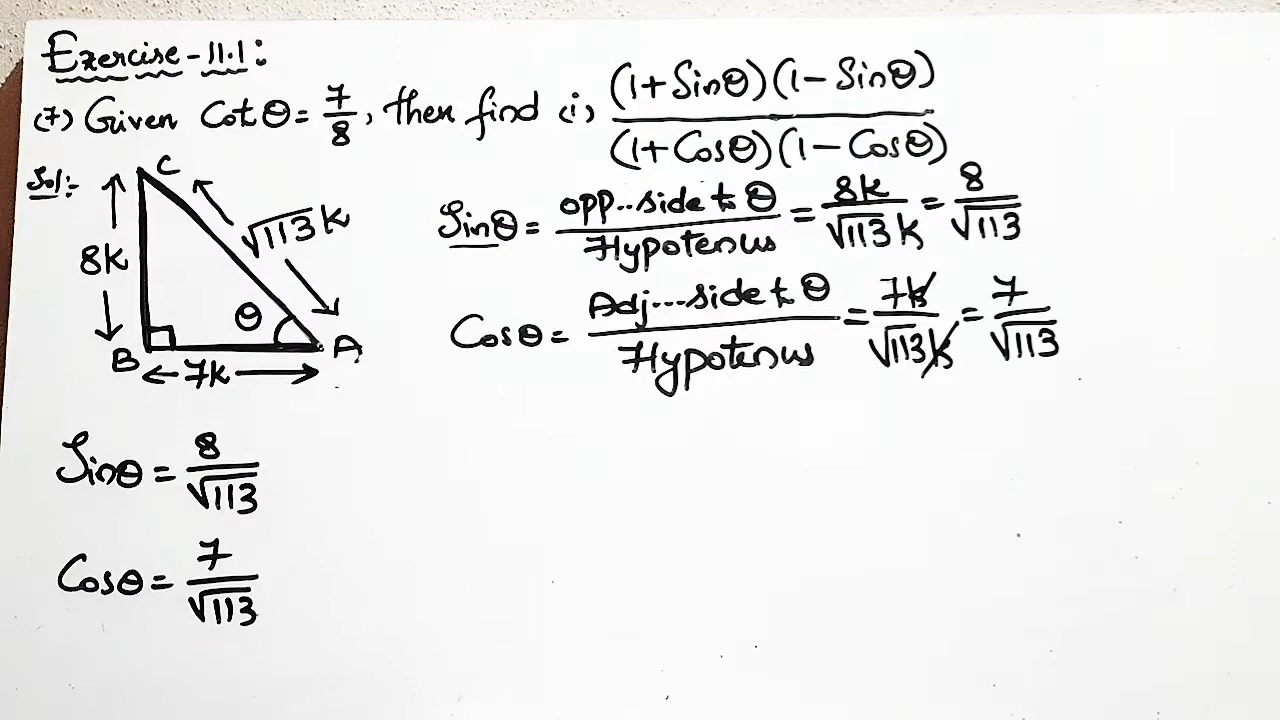 Exercise-11.1:
(7) Given Cotθ = 7/8, then find (i) (1+Sinθ)(1-Sinθ)/(1+Cosθ)(1-Cosθ)
Sol:-
C
8k
√113 k
θ
B
A
7k
Sinθ = opp..side to θ/Hypotenus = 8k/√113 k = 8/√113
Cosθ = Adj...side to θ/Hypotenus = 7k/√113 k = 7/√113
Sinθ = 8/√113
Cosθ = 7/√113